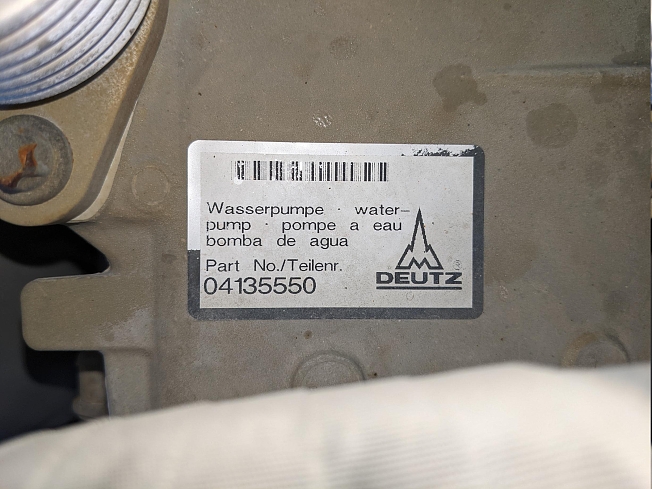 Wasserpumpe · water-
pump · pompe a eau
bomba de agua
Part No./Teilenr.
04135550
DEUTZ